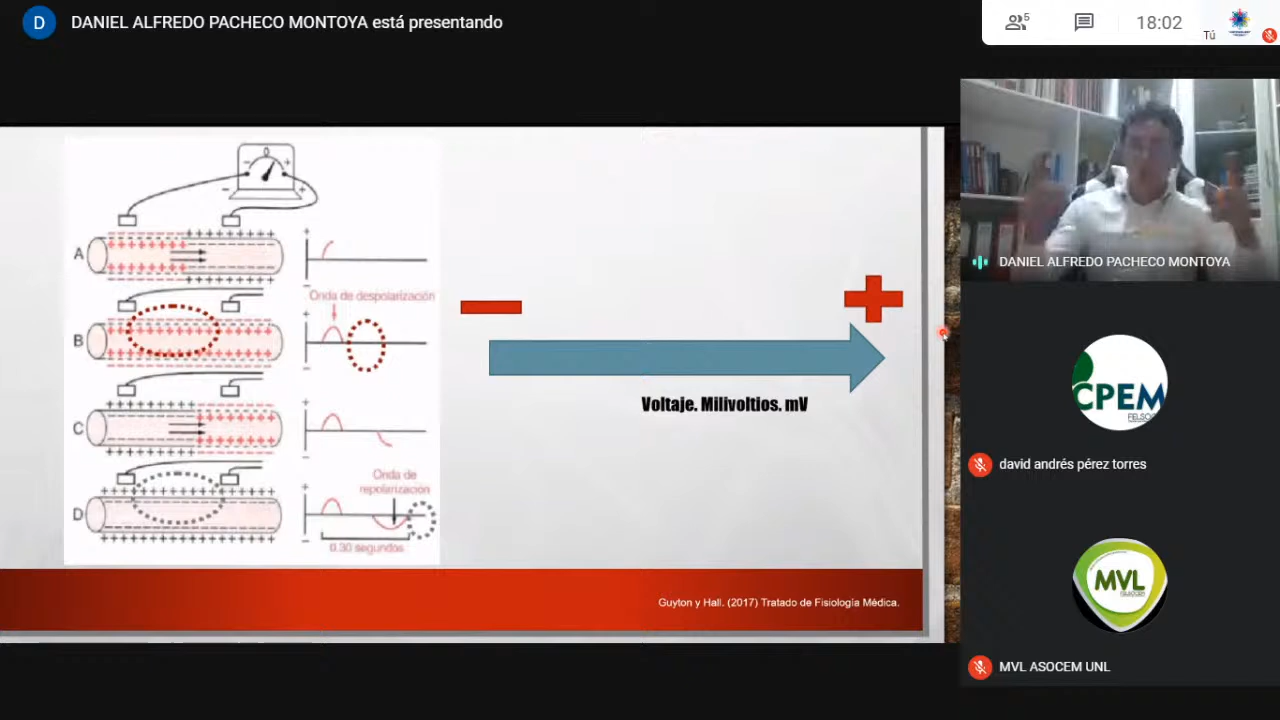 D DANIEL ALFREDO PACHECO MONTOYA está presentando
5
18:02
Tú
DANIEL ALFREDO PACHECO MONTOYA
0
A
Onda de despolarización
B
Voltaje. Milivoltios. mV
C
Onda de
repolarización
D
0.30 segundos
Guyton y Hall. (2017) Tratado de Fisiología Médica.
CPEM
FELSOCEM
david andrés pérez torres
MVL
MVL ASOCEM UNL